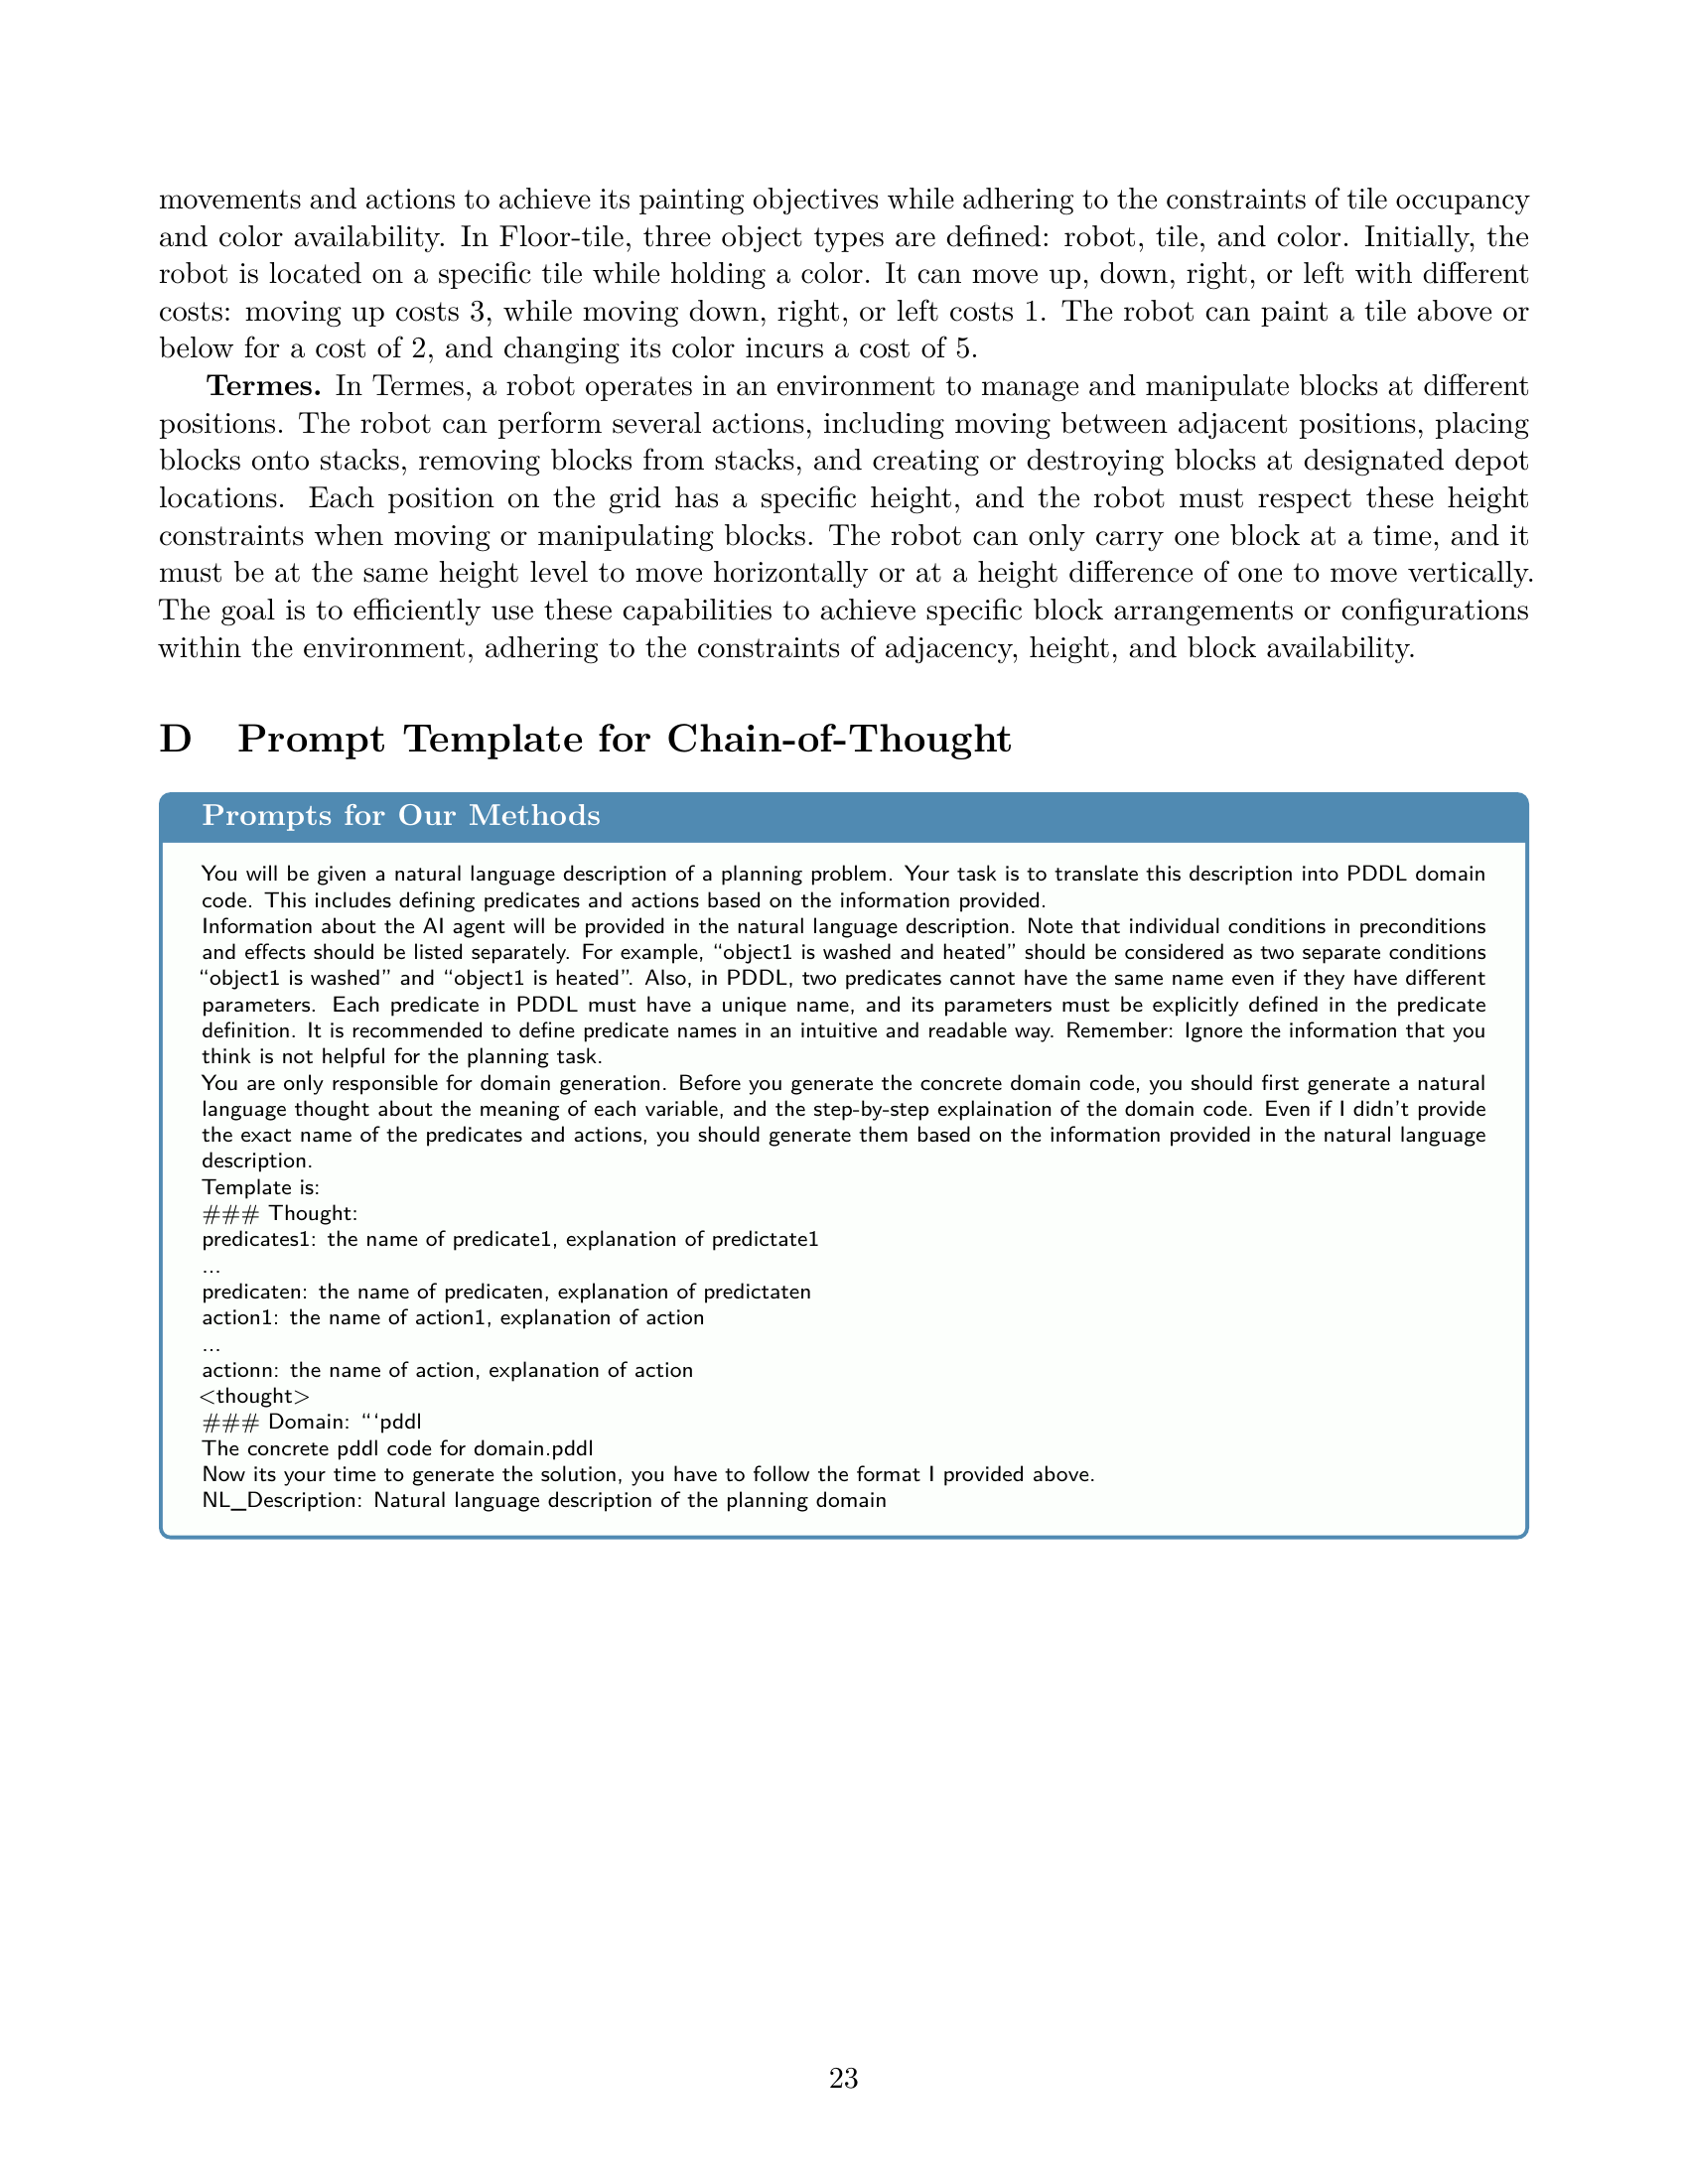 movements and actions to achieve its painting objectives while adhering to the constraints of tile occupancy
and color availability. In Floor-tile, three object types are defined: robot, tile, and color. Initially, the
robot is located on a specific tile while holding a color. It can move up, down, right, or left with different
costs: moving up costs 3, while moving down, right, or left costs 1. The robot can paint a tile above or
below for a cost of 2, and changing its color incurs a cost of 5.
Termes. In Termes, a robot operates in an environment to manage and manipulate blocks at different
positions. The robot can perform several actions, including moving between adjacent positions, placing
blocks onto stacks, removing blocks from stacks, and creating or destroying blocks at designated depot
locations. Each position on the grid has a specific height, and the robot must respect these height
constraints when moving or manipulating blocks. The robot can only carry one block at a time, and it
must be at the same height level to move horizontally or at a height difference of one to move vertically.
The goal is to efficiently use these capabilities to achieve specific block arrangements or configurations
within the environment, adhering to the constraints of adjacency, height, and block availability.
D Prompt Template for Chain-of-Thought
Prompts for Our Methods
You will be given a natural language description of a planning problem. Your task is to translate this description into PDDL domain
code. This includes defining predicates and actions based on the information provided.
Information about the AI agent will be provided in the natural language description. Note that individual conditions in preconditions
and effects should be listed separately. For example, “object1 is washed and heated” should be considered as two separate conditions
“object1 is washed” and “object1 is heated”. Also, in PDDL, two predicates cannot have the same name even if they have different
parameters. Each predicate in PDDL must have a unique name, and its parameters must be explicitly defined in the predicate
definition. It is recommended to define predicate names in an intuitive and readable way. Remember: Ignore the information that you
think is not helpful for the planning task.
You are only responsible for domain generation. Before you generate the concrete domain code, you should first generate a natural
language thought about the meaning of each variable, and the step-by-step explaination of the domain code. Even if I didn’t provide
the exact name of the predicates and actions, you should generate them based on the information provided in the natural language
description.
Template is:
### Thought:
predicates1: the name of predicate1, explanation of predictate1
...
predicaten: the name of predicaten, explanation of predictaten
action1: the name of action1, explanation of action
...
actionn: the name of action, explanation of action
<thought>
### Domain: “‘pddl
The concrete pddl code for domain.pddl
Now its your time to generate the solution, you have to follow the format I provided above.
NL_Description: Natural language description of the planning domain
23